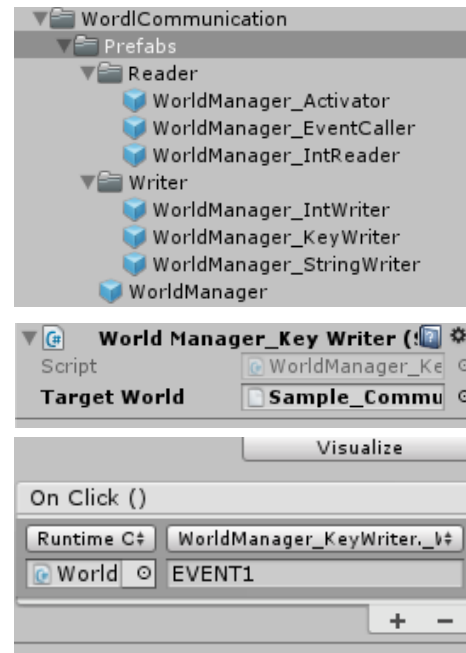 WordlCommunication
Prefabs
Reader
WorldManager_Activator
WorldManager_EventCaller
WorldManager_IntReader
Writer
WorldManager_IntWriter
WorldManager_KeyWriter
WorldManager_StringWriter
WorldManager
World Manager_Key Writer (
Script WorldManager_Ke
Target World Sample_Commu
Visualize
On Click ()
Runtime C WorldManager_KeyWriter._
World EVENT1
+ −